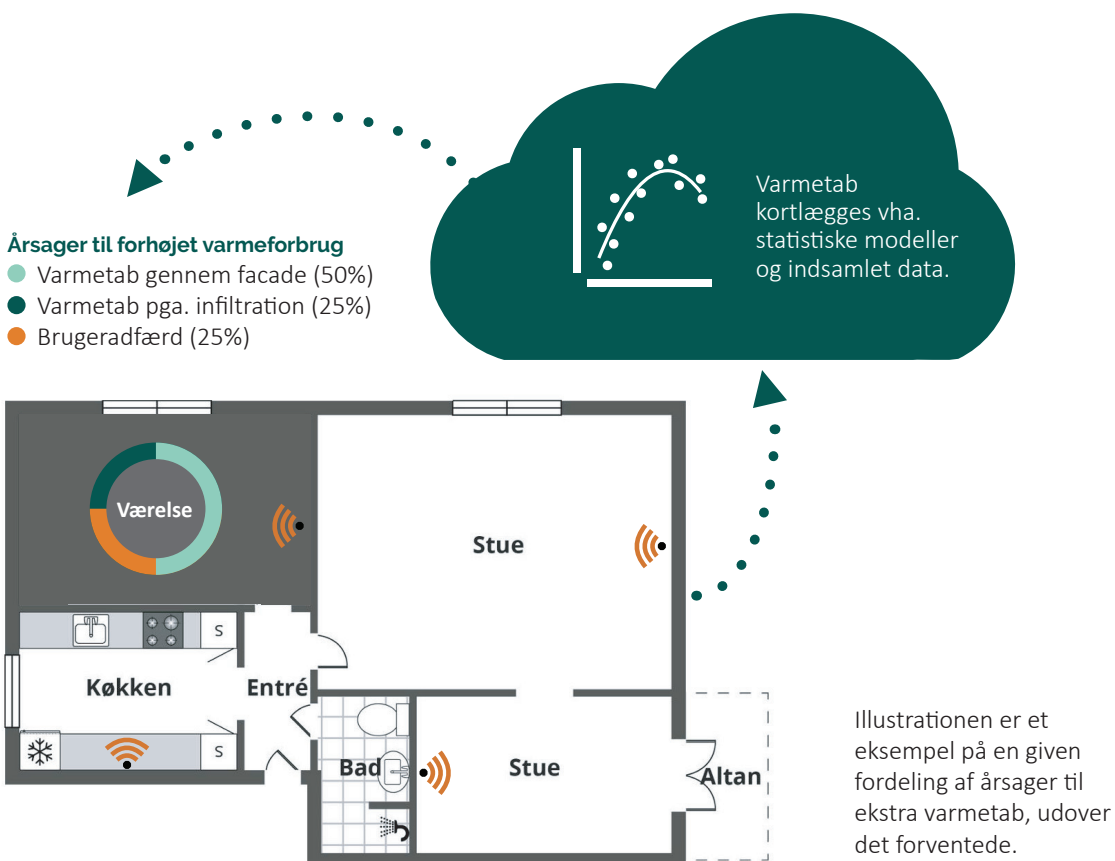 Varmetab
kortlægges vha.
statistiske modeller
og indsamlet data.
Årsager til forhøjet varmeforbrug
Varmetab gennem facade (50%)
Varmetab pga. infiltration (25%)
Brugeradfærd (25%)
Værelse
Stue
S
Køkken
Entré
S
Bad
Stue
Altan
Illustrationen er et
eksempel på en given
fordeling af årsager til
ekstra varmetab, udover
det forventede.